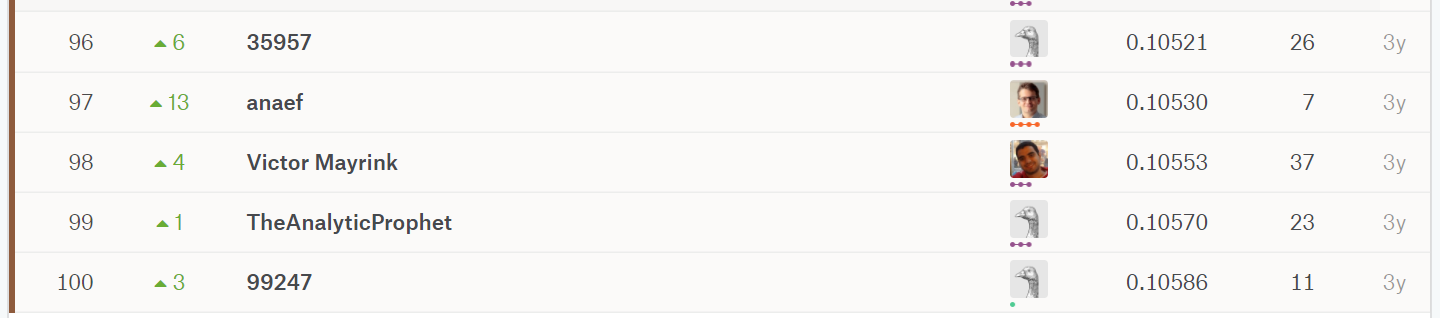 96 6 35957 0.10521 26 3y
97 13 anaef 0.10530 7 3y
98 4 Victor Mayrink 0.10553 37 3y
99 1 TheAnalyticProphet 0.10570 23 3y
100 3 99247 0.10586 11 3y